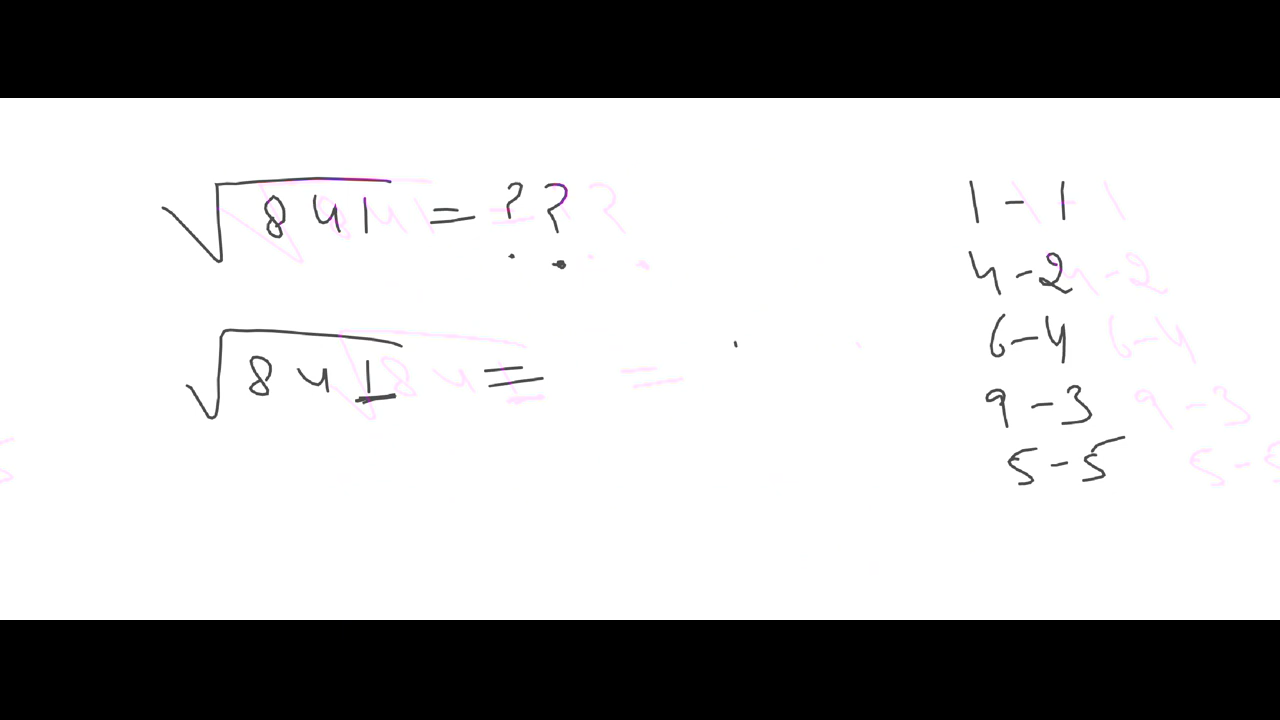 √841 = ??
√841 =
1 - 1
4 - 2
6 - 4
9 - 3
5 - 5